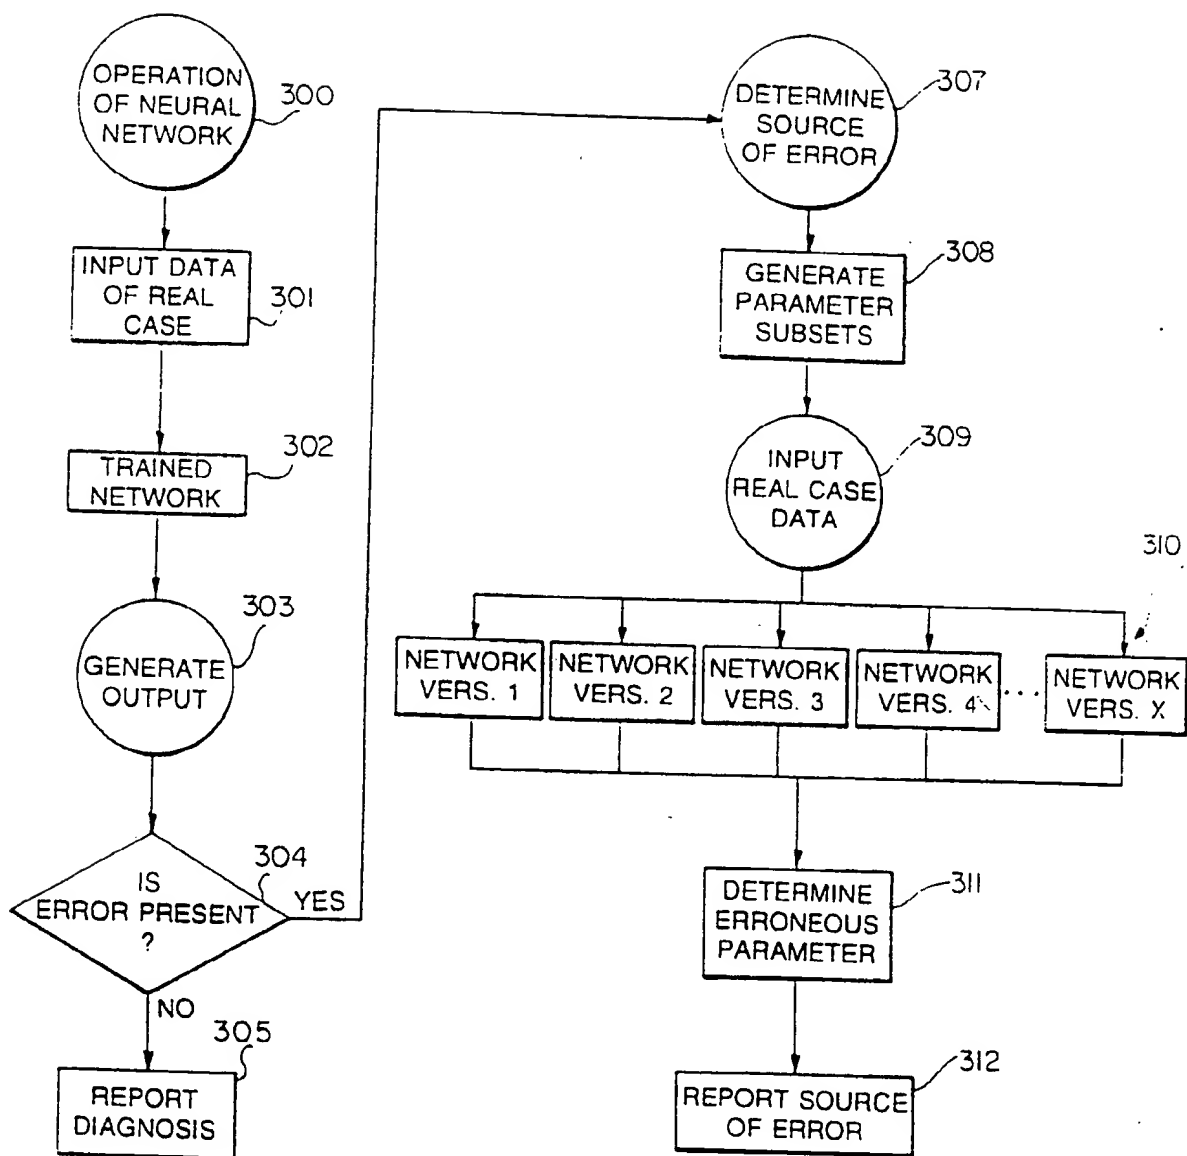 OPERATION
OF NEURAL
NETWORK
300
INPUT DATA
OF REAL
CASE
301
TRAINED
NETWORK
302
GENERATE
OUTPUT
303
IS
ERROR PRESENT
?
304
YES
NO
REPORT
DIAGNOSIS
305
DETERMINE
SOURCE
OF ERROR
307
GENERATE
PARAMETER
SUBSETS
308
INPUT
REAL CASE
DATA
309
310
NETWORK
VERS. 1
NETWORK
VERS. 2
NETWORK
VERS. 3
NETWORK
VERS. 4
...
NETWORK
VERS. X
DETERMINE
ERRONEOUS
PARAMETER
311
REPORT SOURCE
OF ERROR
312